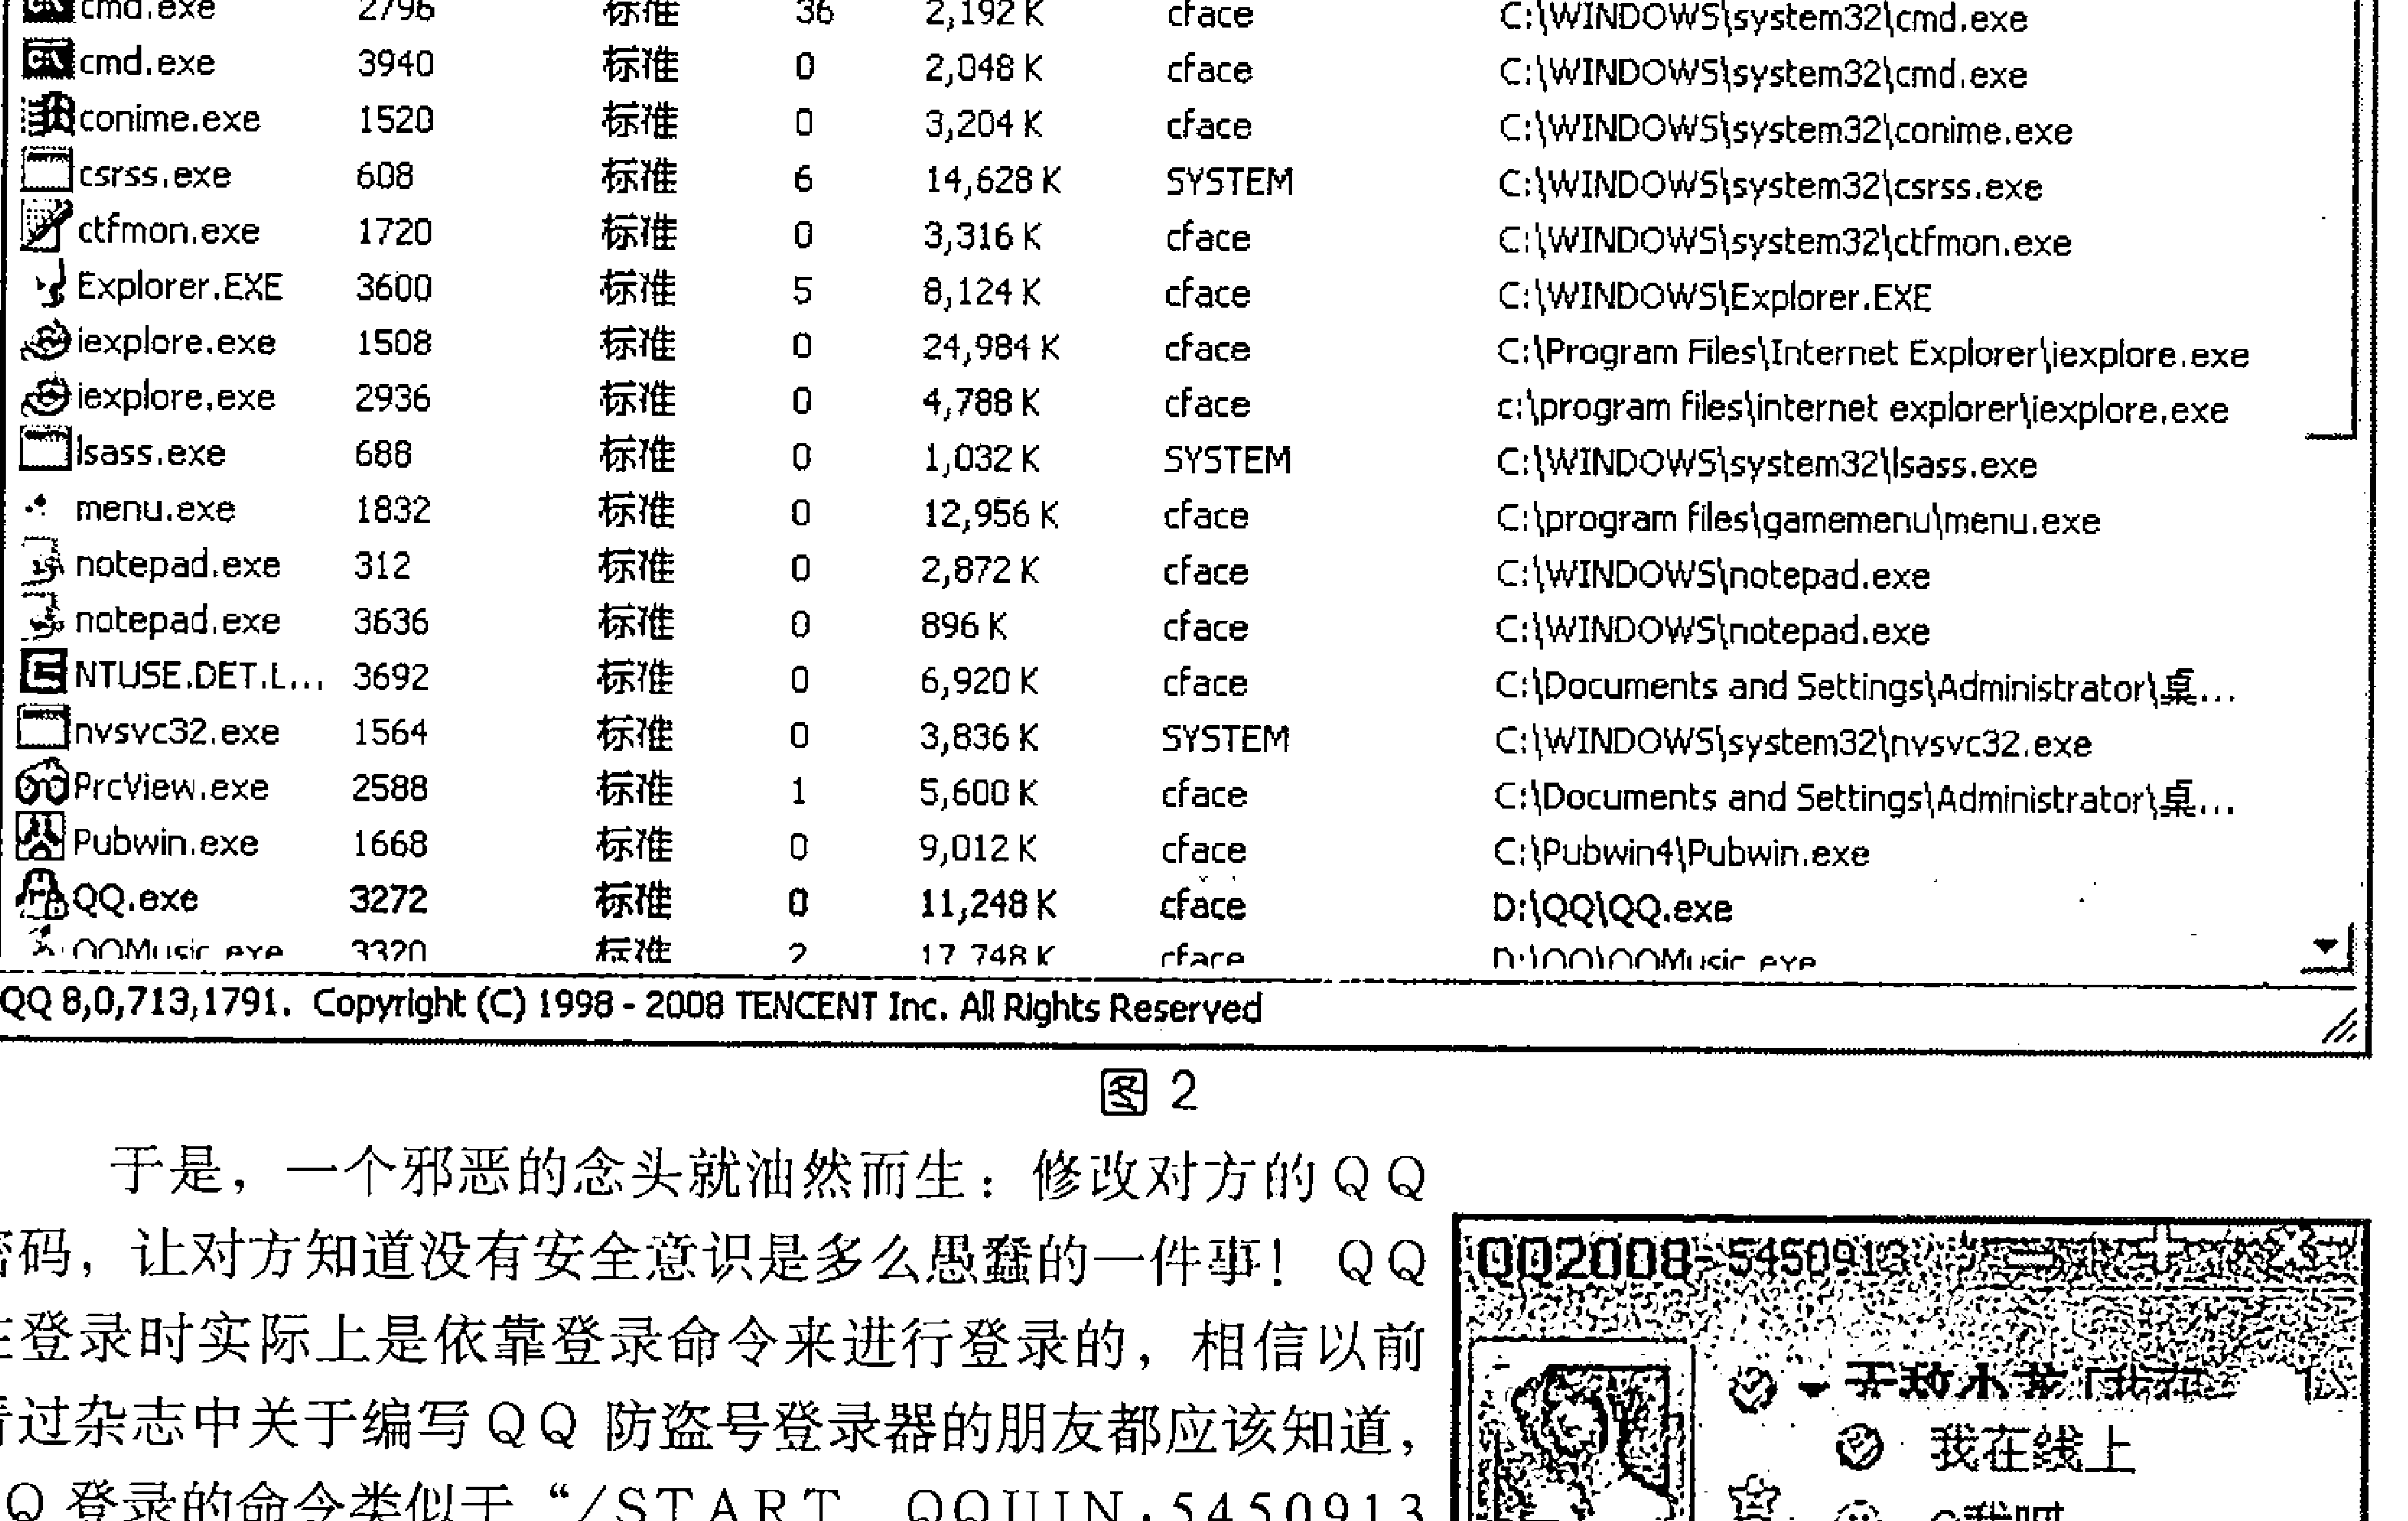 cmd.exe 2796 标准 36 2,192 K cface C:\WINDOWS\system32\cmd.exe
cmd.exe 3940 标准 0 2,048 K cface C:\WINDOWS\system32\cmd.exe
conime.exe 1520 标准 0 3,204 K cface C:\WINDOWS\system32\conime.exe
csrss.exe 608 标准 6 14,628 K SYSTEM C:\WINDOWS\system32\csrss.exe
ctfmon.exe 1720 标准 0 3,316 K cface C:\WINDOWS\system32\ctfmon.exe
Explorer.EXE 3600 标准 5 8,124 K cface C:\WINDOWS\Explorer.EXE
iexplore.exe 1508 标准 0 24,984 K cface C:\Program Files\Internet Explorer\iexplore.exe
iexplore.exe 2936 标准 0 4,788 K cface c:\program files\internet explorer\iexplore.exe
lsass.exe 688 标准 0 1,032 K SYSTEM C:\WINDOWS\system32\lsass.exe
menu.exe 1832 标准 0 12,956 K cface C:\program files\gamemenu\menu.exe
notepad.exe 312 标准 0 2,872 K cface C:\WINDOWS\notepad.exe
notepad.exe 3636 标准 0 896 K cface C:\WINDOWS\notepad.exe
NTUSE.DET.L... 3692 标准 0 6,920 K cface C:\Documents and Settings\Administrator\桌...
nvsvc32.exe 1564 标准 0 3,836 K SYSTEM C:\WINDOWS\system32\nvsvc32.exe
PrcView.exe 2588 标准 1 5,600 K cface C:\Documents and Settings\Administrator\桌...
Pubwin.exe 1668 标准 0 9,012 K cface C:\Pubwin4\Pubwin.exe
QQ.exe 3272 标准 0 11,248 K cface D:\QQ\QQ.exe
QQMusic.exe 3320 标准 2 17,748 K cface D:\QQ\QQMusic.exe
QQ 8,0,713,1791. Copyright (C) 1998 - 2008 TENCENT Inc. All Rights Reserved
图 2
于是，一个邪恶的念头就油然而生：修改对方的 Q Q
密码，让对方知道没有安全意识是多么愚蠢的一件事！ Q Q
在登录时实际上是依靠登录命令来进行登录的，相信以前
看过杂志中关于编写 Q Q 防盗号登录器的朋友都应该知道，
Q 登录的命令类似于 “/START QQUIN:5450913
QQ2008 - 5450913
我在线上